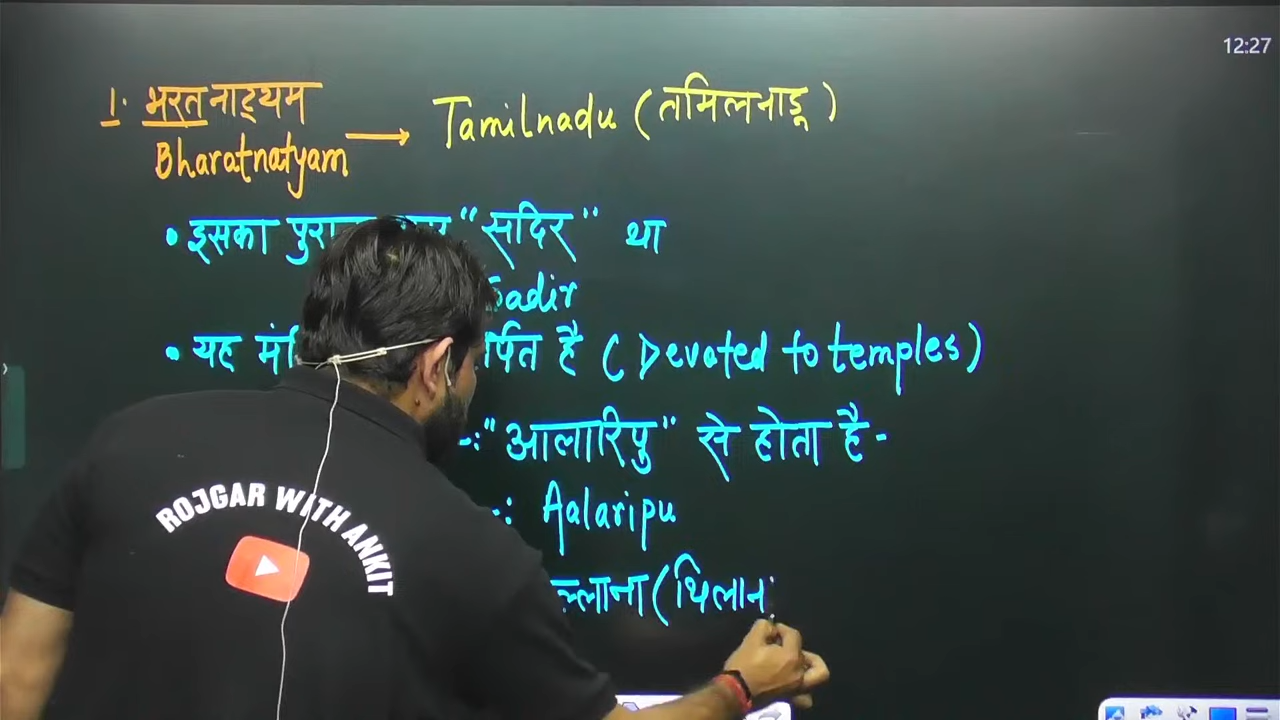 12:27
1. भरतनाट्यम
Tamilnadu (तमिलनाडू)
Bharatnatyam
• इसका "सदिर" था
Sadir
• यह है (Devoted to temples)
-: "आलारिपु" से होता है -
-: Aalaripu
ROJGAR WITH ANKIT